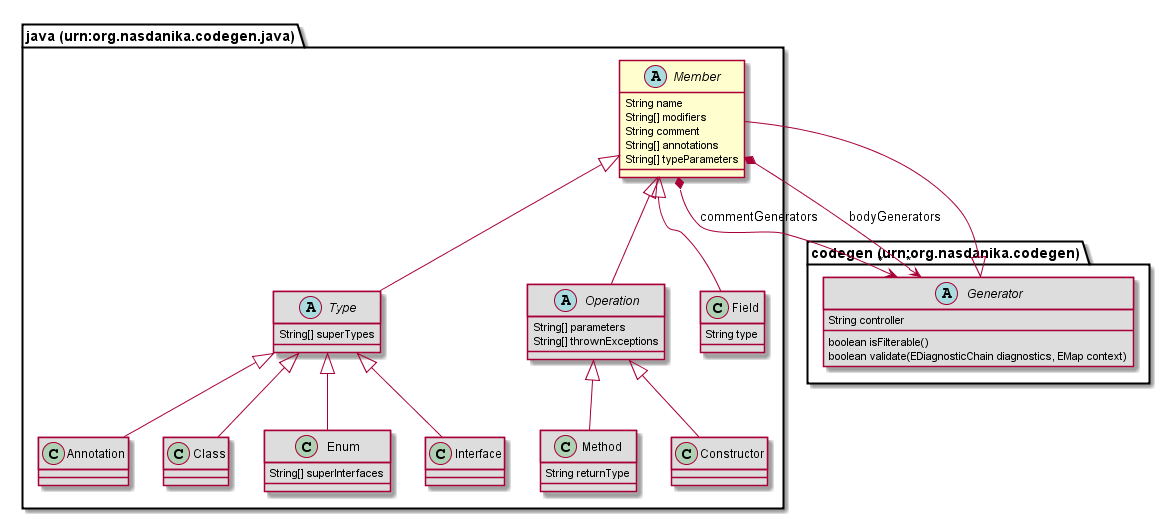 java (urn:org.nasdanika.codegen.java)
A Member
String name
String[] modifiers
String comment
String[] annotations
String[] typeParameters
commentGenerators
bodyGenerators
codegen (urn:org.nasdanika.codegen)
A Generator
String controller
boolean isFilterable()
boolean validate(EDiagnosticChain diagnostics, EMap context)
A Type
String[] superTypes
A Operation
String[] parameters
String[] thrownExceptions
C Field
String type
C Annotation
C Class
C Enum
String[] superInterfaces
C Interface
C Method
String returnType
C Constructor